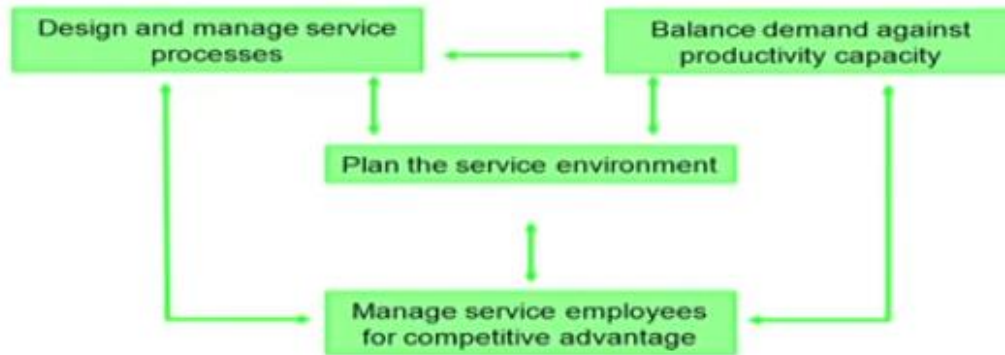 Design and manage service
processes
Balance demand against
productivity capacity
Plan the service environment
Manage service employees
for competitive advantage